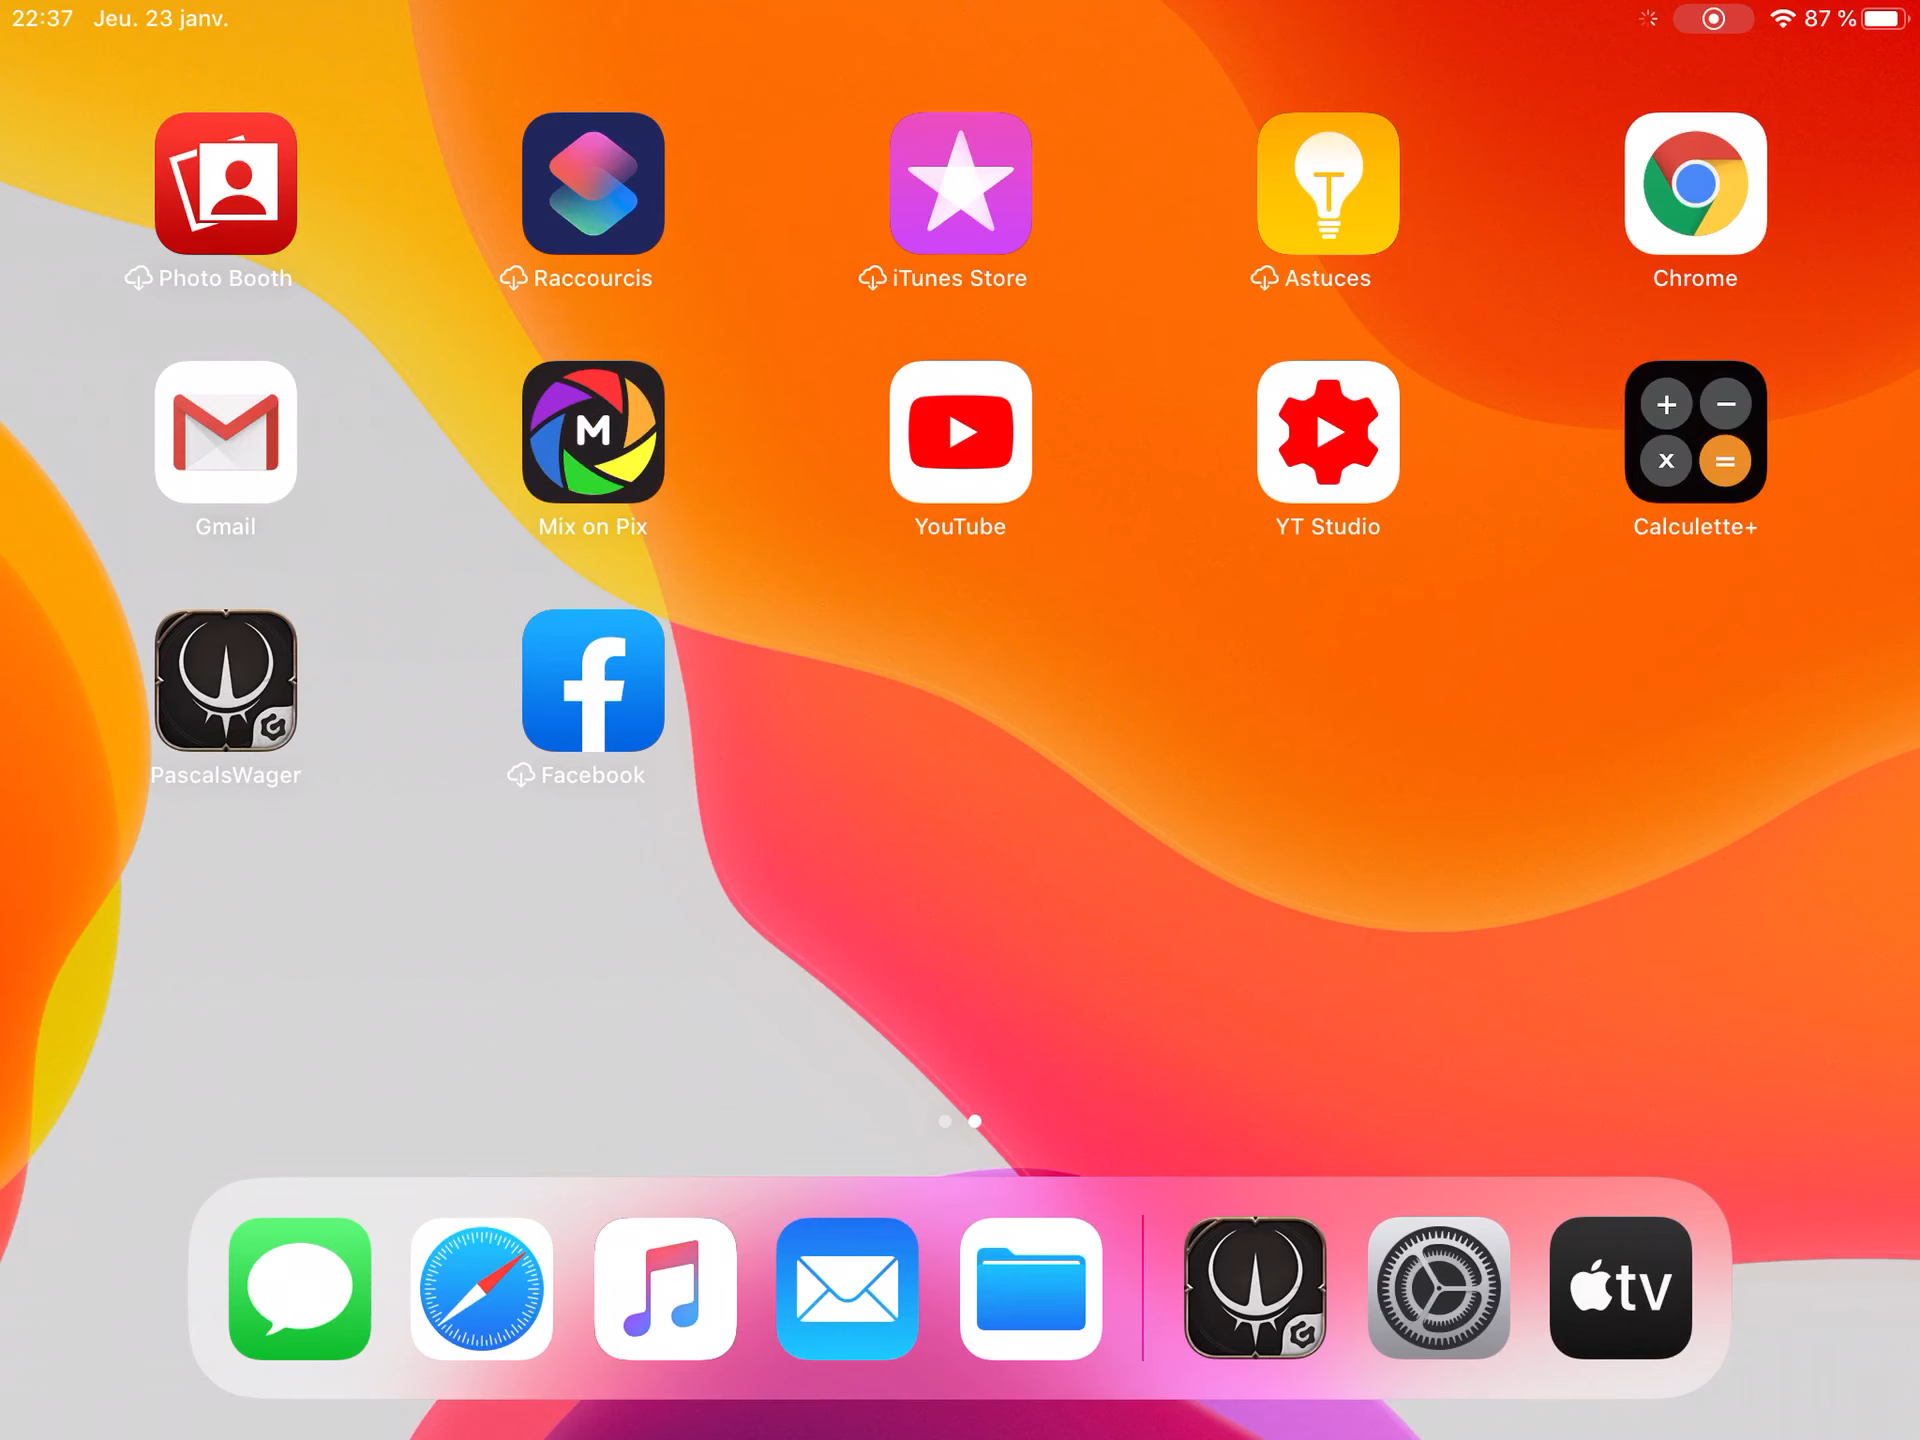 22:37 Jeu. 23 janv. 87 %
Photo Booth
Raccourcis
iTunes Store
Astuces
Chrome
M
Gmail
Mix on Pix
YouTube
YT Studio
Calculette+
PascalsWager
Facebook
tv